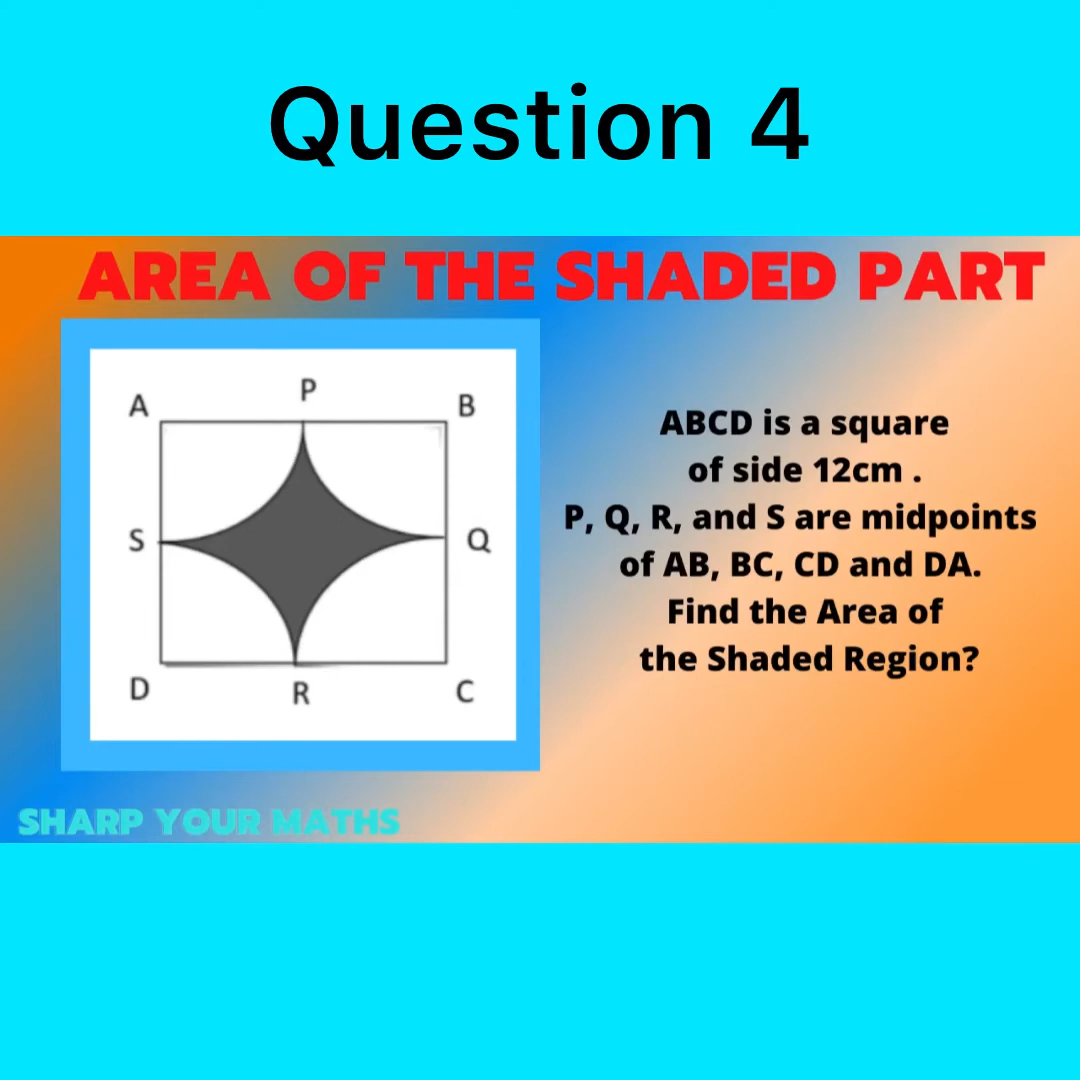 Question 4
AREA OF THE SHADED PART
A
P
B
S
Q
D
R
C
ABCD is a square
of side 12cm .
P, Q, R, and S are midpoints
of AB, BC, CD and DA.
Find the Area of
the Shaded Region?
SHARP YOUR MATHS